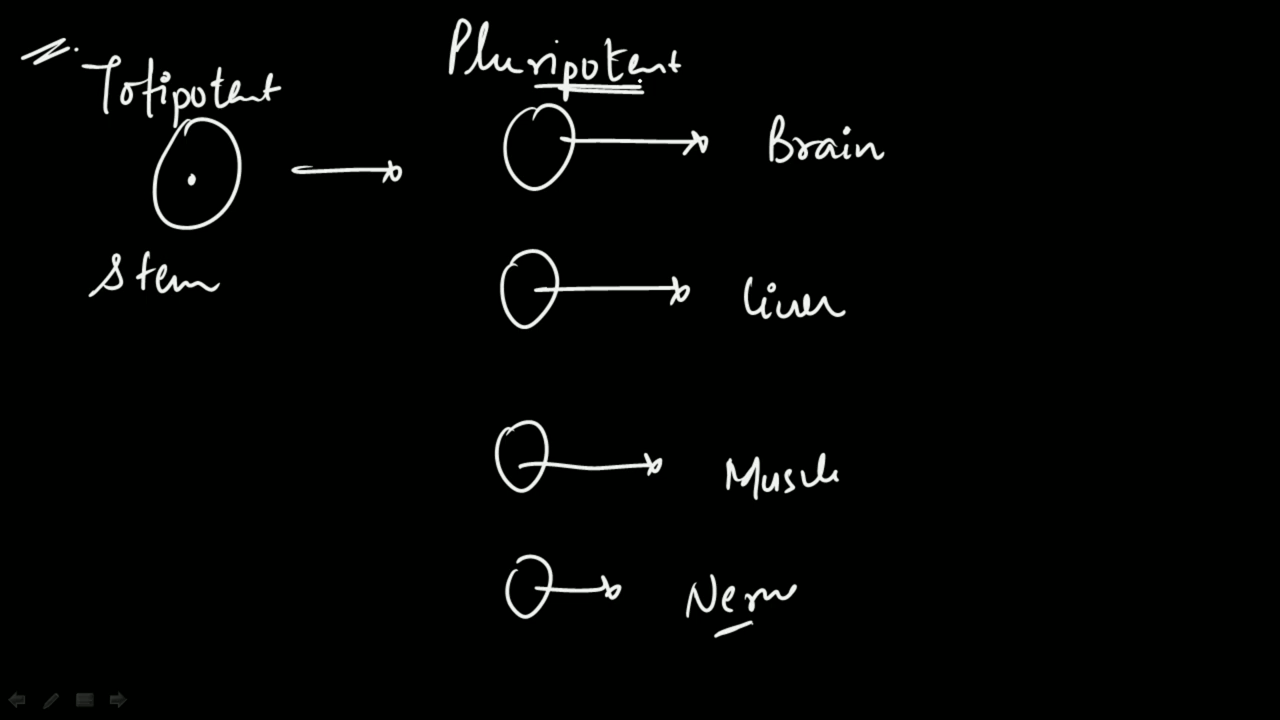 Totipotent
Pluripotent
Brain
Stem
Liver
Muscle
Nerve